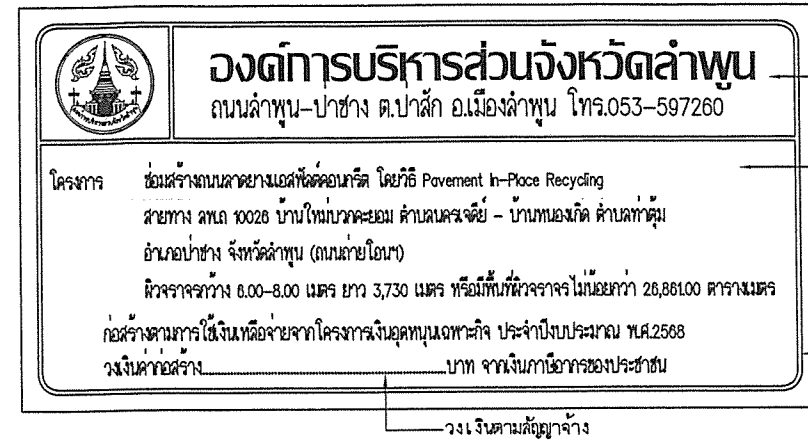 องค์การบริหารส่วนจังหวัดลำพูน
ถนนลำพูน-ป่าซาง ต.ป่าสัก อ.เมืองลำพูน โทร.053-597260
โครงการ ซ่อมสร้างถนนลาดยางแอสฟัลต์คอนกรีต โดยวิธี Pavement In-Place Recycling
สายทาง ลพ.ถ 10026 บ้านใหม่บวกคะยอม ตำบลนครเจดีย์ - บ้านหนองเกิด ตำบลท่าตุ้ม
อำเภอป่าซาง จังหวัดลำพูน (ถนนถ่ายโอนฯ)
ผิวจราจรกว้าง 6.00-8.00 เมตร ยาว 3,730 เมตร หรือมีพื้นที่ผิวจราจรไม่น้อยกว่า 26,861.00 ตารางเมตร
ก่อสร้างตามการใช้เงินเหลือจ่ายจากโครงการเงินอุดหนุนเฉพาะกิจ ประจำปีงบประมาณ พ.ศ.2568
วงเงินค่าก่อสร้าง..............................บาท จากเงินภาษีอากรของประชาชน
วงเงินตามสัญญาจ้าง